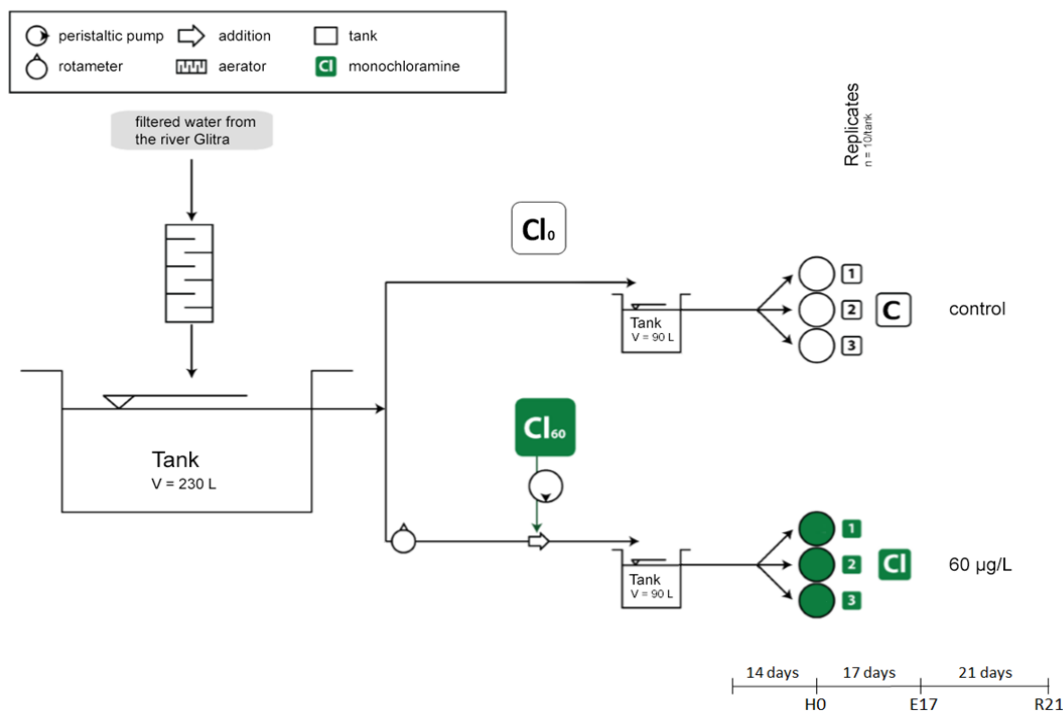 peristaltic pump
addition
tank
rotameter
aerator
Cl
monochloramine
filtered water from
the river Glitra
Replicates
n = 10/tank
Cl₀
1
2
3
C
control
Tank
V = 90 L
Tank
V = 230 L
Cl₆₀
1
2
3
Cl
60 µg/L
Tank
V = 90 L
14 days
17 days
21 days
H0
E17
R21